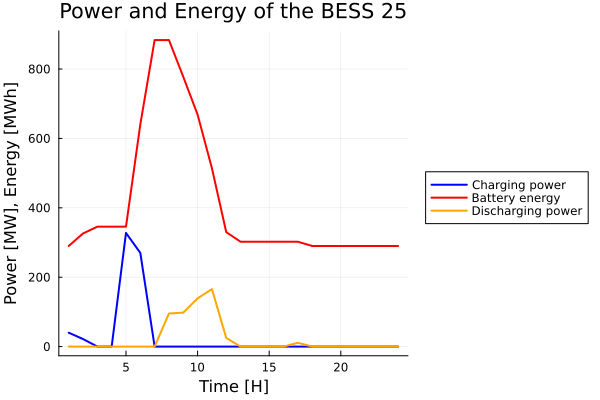 Power and Energy of the BESS 25
Power [MW], Energy [MWh]
800
600
400
200
0
5 10 15 20
Time [H]
Charging power
Battery energy
Discharging power